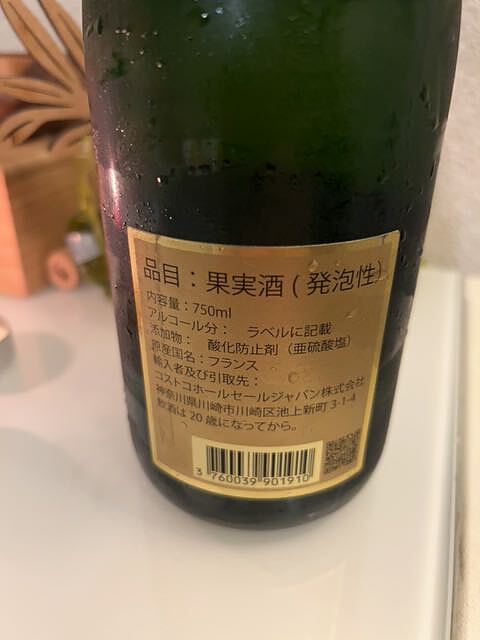 品目：果実酒(発泡性)
内容量：750ml
アルコール分： ラベルに記載
添加物： 酸化防止剤（亜硫酸塩）
原産国名：フランス
輸入者及び引取先：
コストコホールセールジャパン株式会社
神奈川県川崎市川崎区池上新町3-1-4
飲酒は20歳になってから。
3 760039 901910